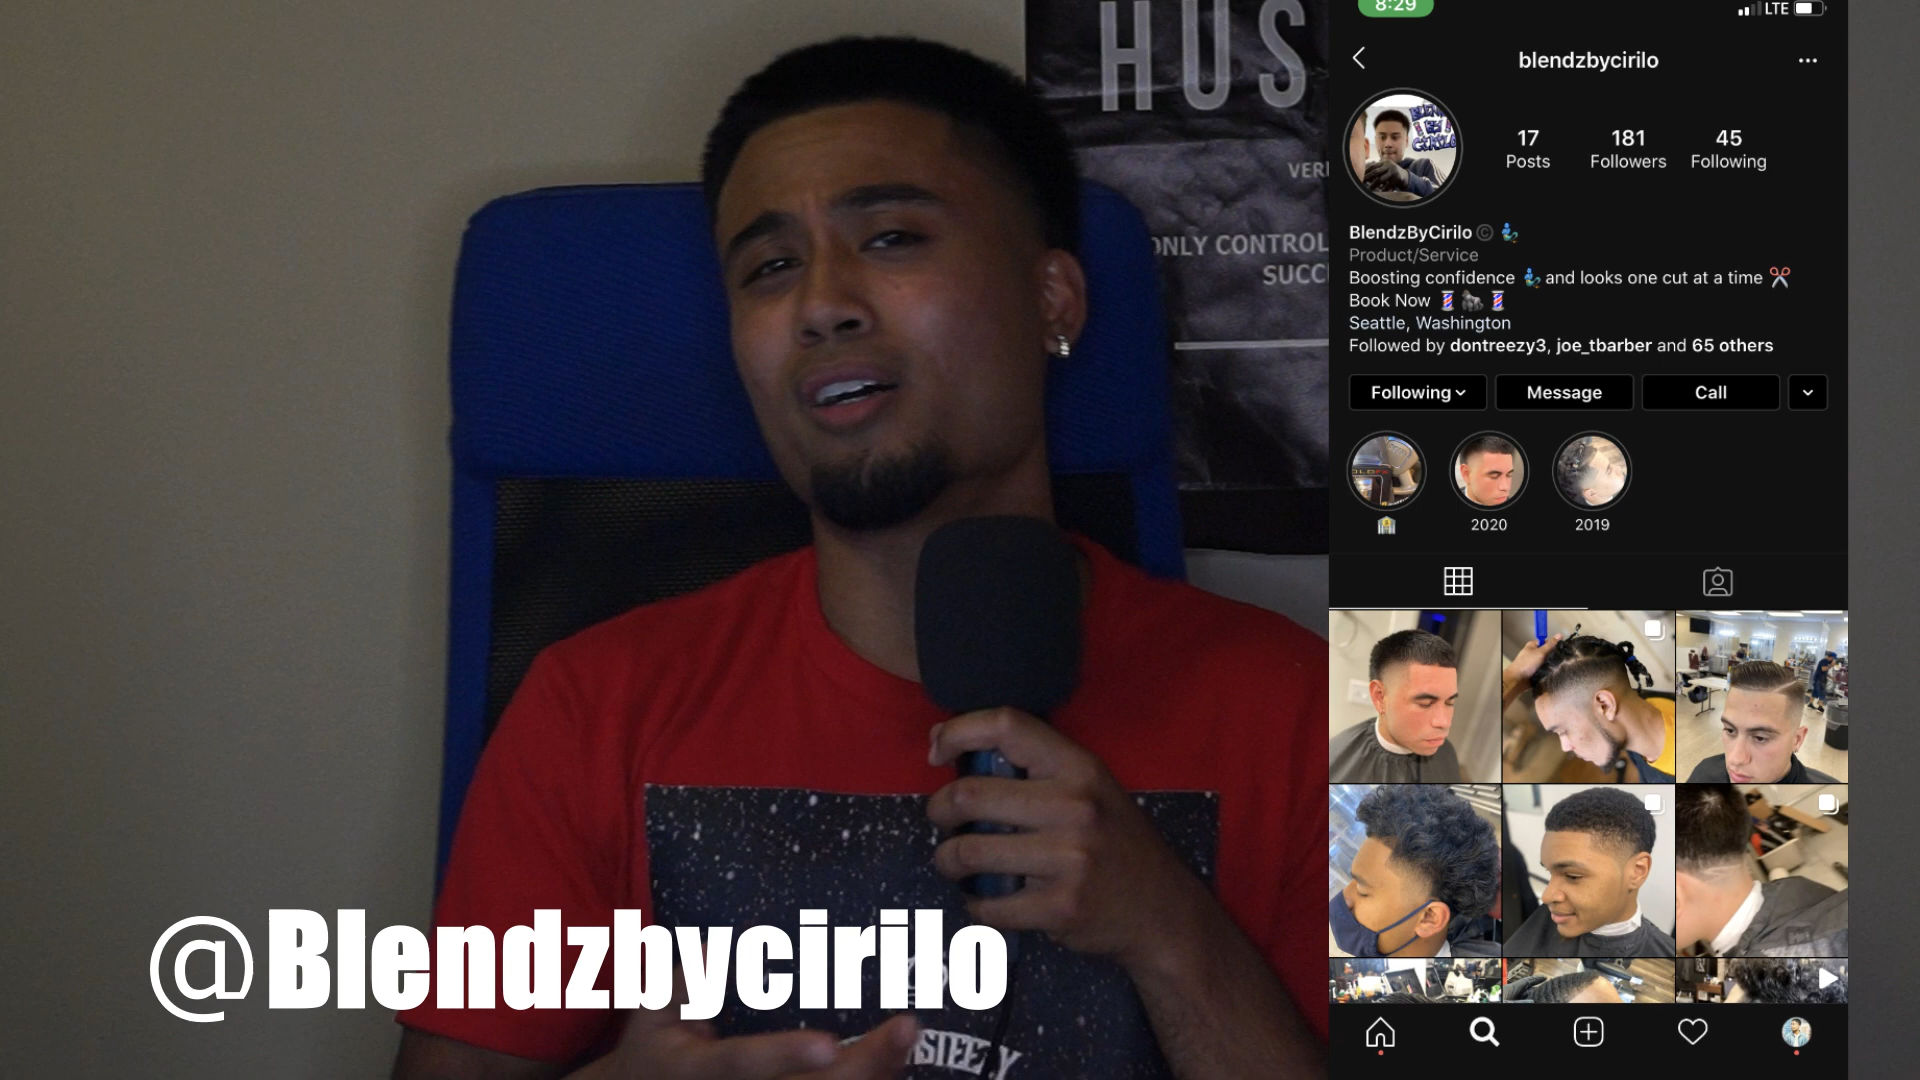 HUS
VERI
ONLY CONTROL
SUCC
@Blendzbycirilo
8:29
LTE
blendzbycirilo
17
Posts
181
Followers
45
Following
BlendzByCirilo ©
Product/Service
Boosting confidence and looks one cut at a time
Book Now
Seattle, Washington
Followed by dontreezy3, joe_tbarber and 65 others
Following
Message
Call
2020
2019